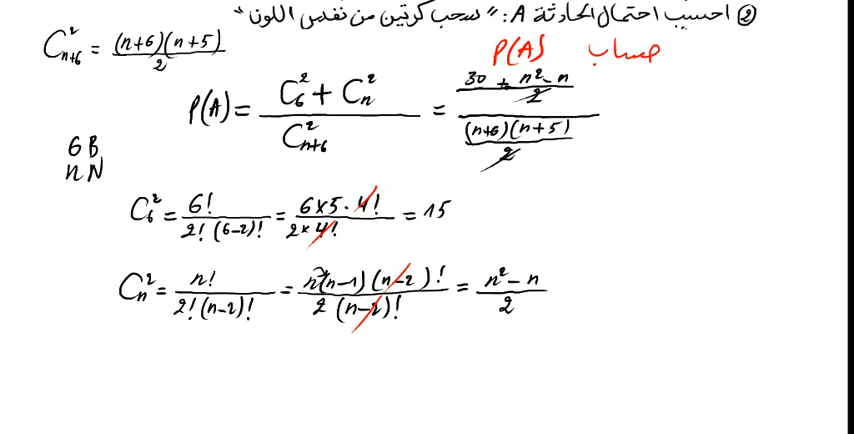 ② احسب احتمال الحادثة A: "سحب كرتين من نفس اللون"
حساب P(A)
C²ₙ₊₆ = (n+6)(n+5)/2
P(A) = (C²₆ + C²ₙ)/C²ₙ₊₆ = ((30 + n² - n)/2)/((n+6)(n+5)/2)
6 B
n N
C²₆ = 6!/(2!(6-2)!) = (6×5·4!)/(2×4!) = 15
C²ₙ = n!/(2!(n-2)!) = (n(n-1)(n-2)!)/(2(n-2)!) = (n² - n)/2